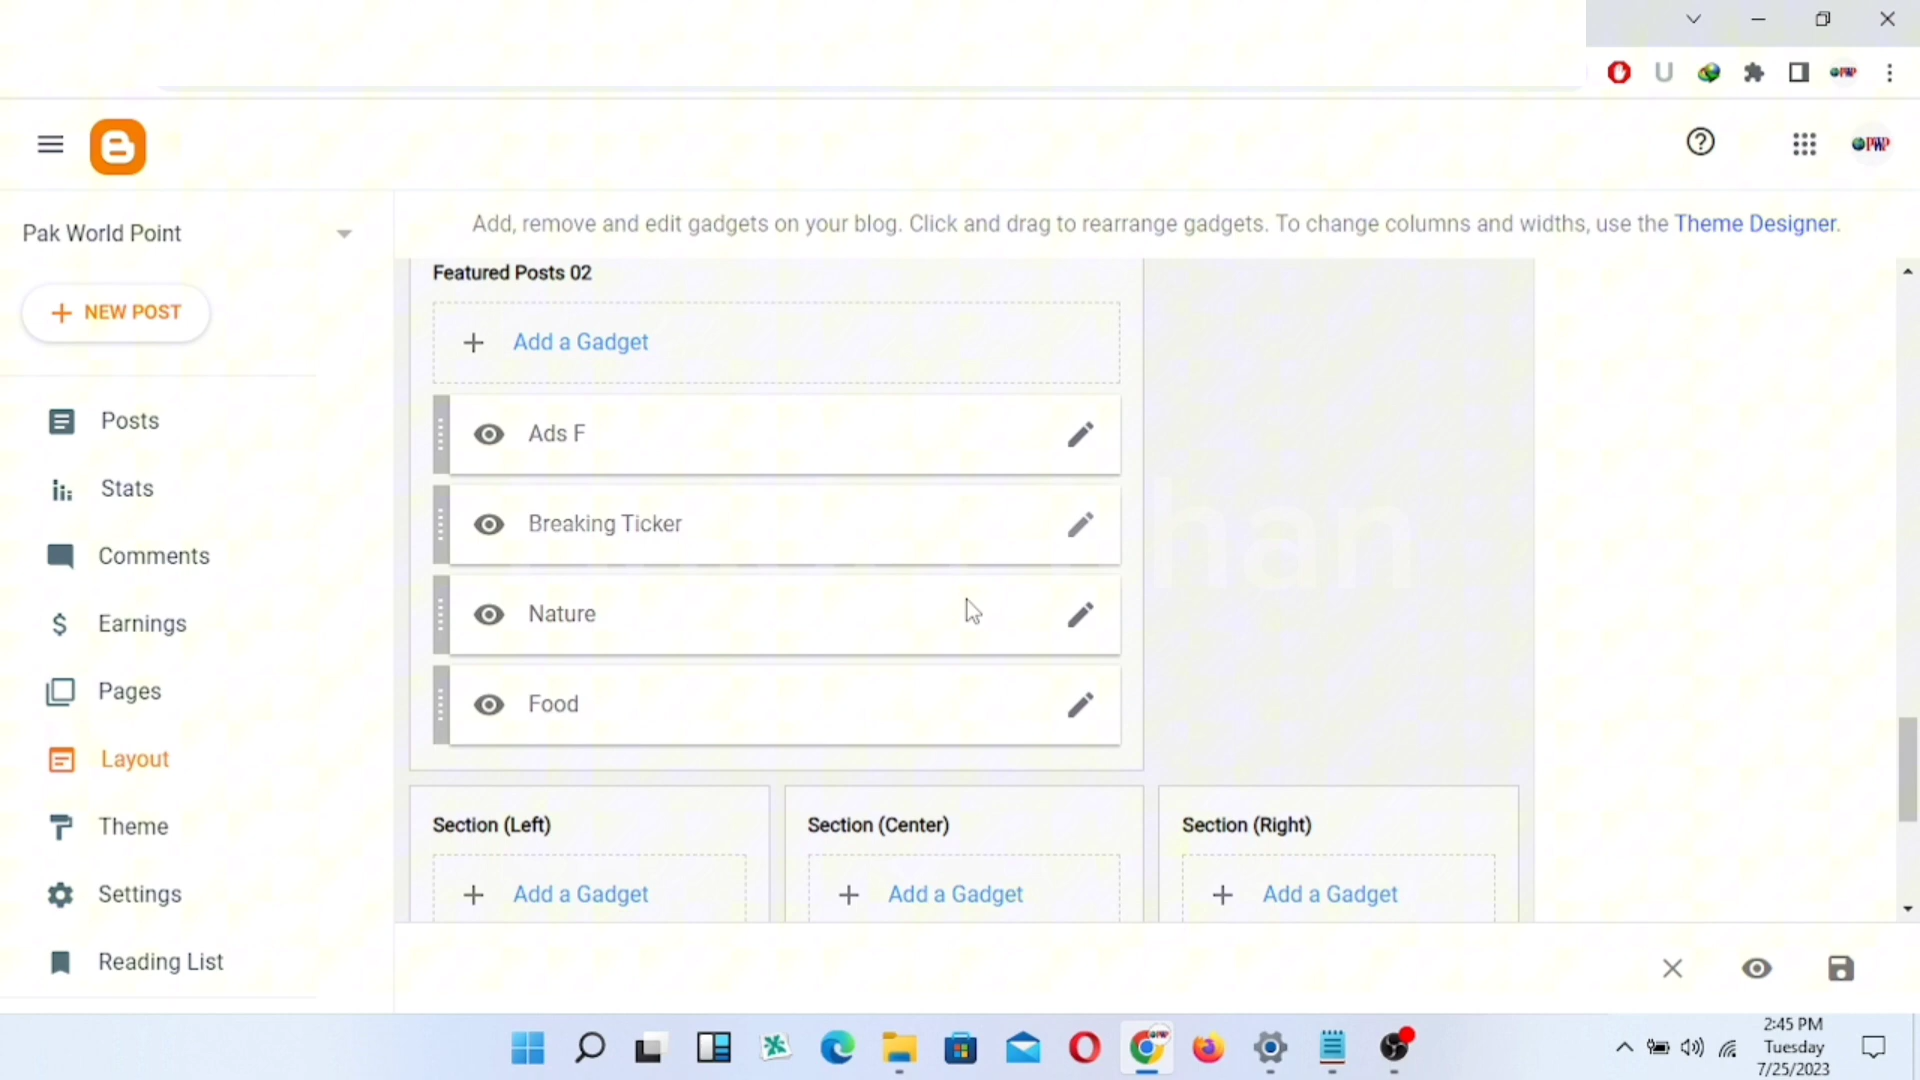 Pak World Point
NEW POST
Posts
Stats
Comments
Earnings
Pages
Layout
Theme
Settings
Reading List
Add, remove and edit gadgets on your blog. Click and drag to rearrange gadgets. To change columns and widths, use the Theme Designer.
Featured Posts 02
Add a Gadget
Ads F
Breaking Ticker
Nature
Food
Section (Left)
Section (Center)
Section (Right)
Add a Gadget
Add a Gadget
Add a Gadget
2:45 PM
Tuesday
7/25/2023